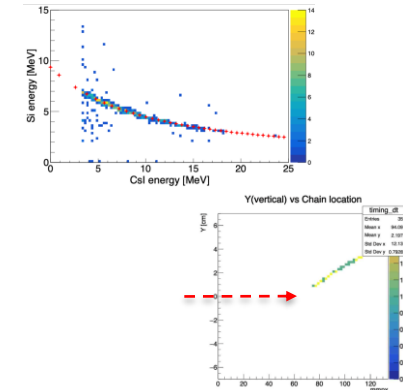 Si energy [MeV]
15
10
5
0
0 5 10 15 20 25
CsI energy [MeV]
14
12
10
8
6
4
2
0
Y(vertical) vs Chain location
timing_dt
Entries 35
Mean x
Mean y
Std Dev x
Std Dev y
Y [cm]
6
4
2
0
-2
-4
-6
0 20 40 60 80 100 120